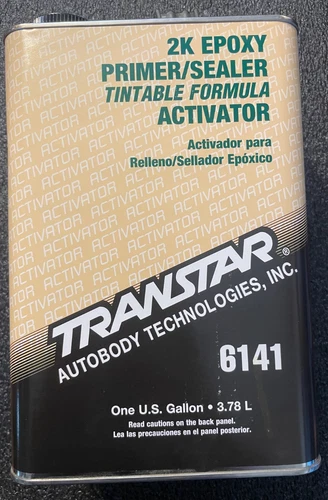 2K EPOXY
PRIMER/SEALER
TINTABLE FORMULA
ACTIVATOR
Activador para
Relleno/Sellador Epóxico
TRANSTAR®
AUTOBODY TECHNOLOGIES, INC.
6141
One U.S. Gallon • 3.78 L
Read cautions on the back panel.
Lea las precauciones en el panel posterior.